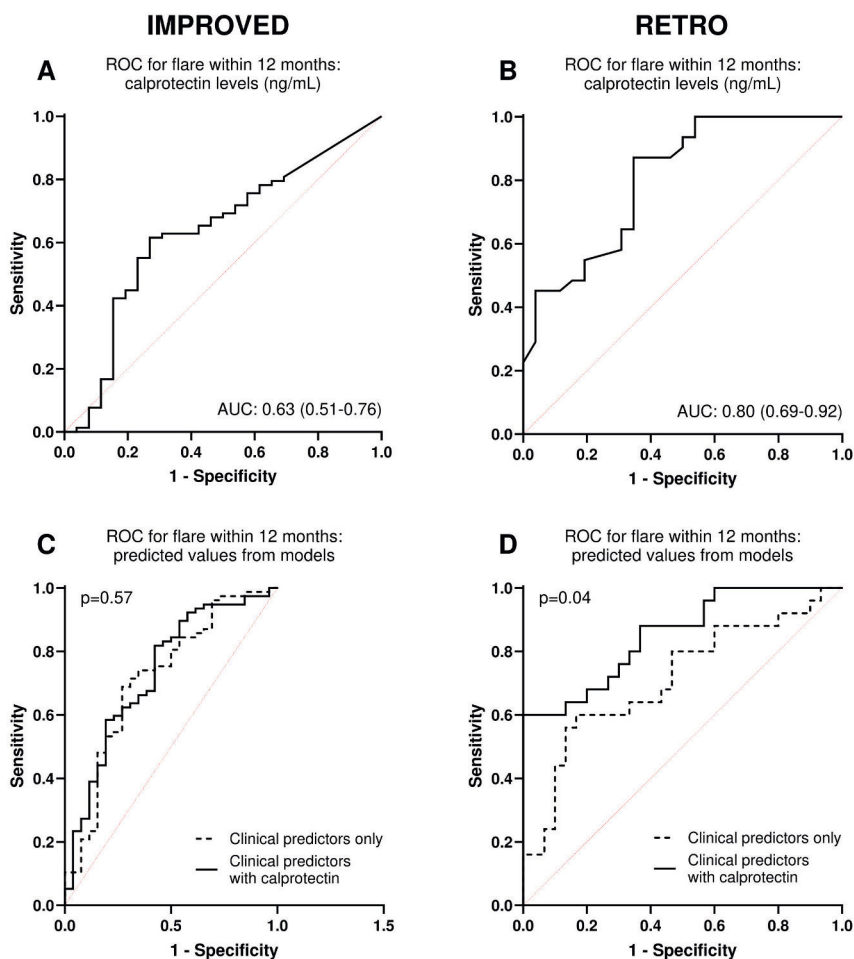 IMPROVED
RETRO
A
ROC for flare within 12 months:
calprotectin levels (ng/mL)
1.0
0.8
0.6
0.4
0.2
0.0
Sensitivity
AUC: 0.63 (0.51-0.76)
0.0 0.2 0.4 0.6 0.8 1.0
1 - Specificity
B
ROC for flare within 12 months:
calprotectin levels (ng/mL)
1.0
0.8
0.6
0.4
0.2
0.0
Sensitivity
AUC: 0.80 (0.69-0.92)
0.0 0.2 0.4 0.6 0.8 1.0
1 - Specificity
C
ROC for flare within 12 months:
predicted values from models
p=0.57
1.0
0.8
0.6
0.4
0.2
0.0
Sensitivity
Clinical predictors only
Clinical predictors
with calprotectin
0.0 0.5 1.0 1.5
1 - Specificity
D
ROC for flare within 12 months:
predicted values from models
p=0.04
1.0
0.8
0.6
0.4
0.2
0.0
Sensitivity
Clinical predictors only
Clinical predictors
with calprotectin
0.0 0.2 0.4 0.6 0.8 1.0
1 - Specificity